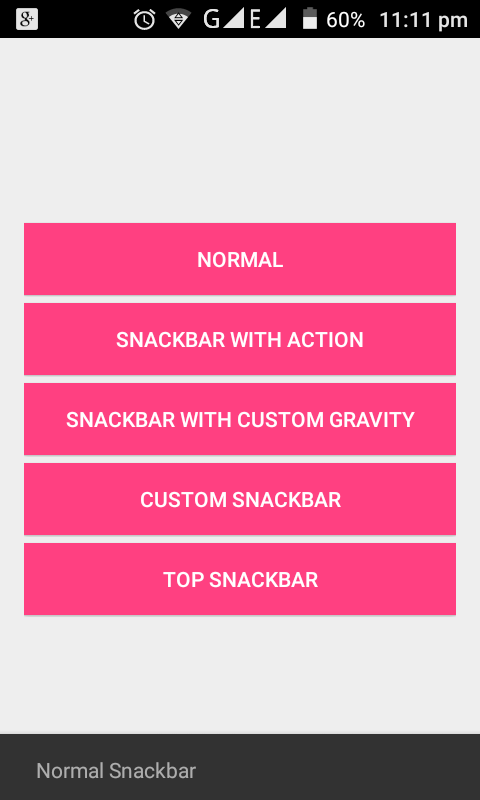 g+ G E 60% 11:11 pm
NORMAL
SNACKBAR WITH ACTION
SNACKBAR WITH CUSTOM GRAVITY
CUSTOM SNACKBAR
TOP SNACKBAR
Normal Snackbar